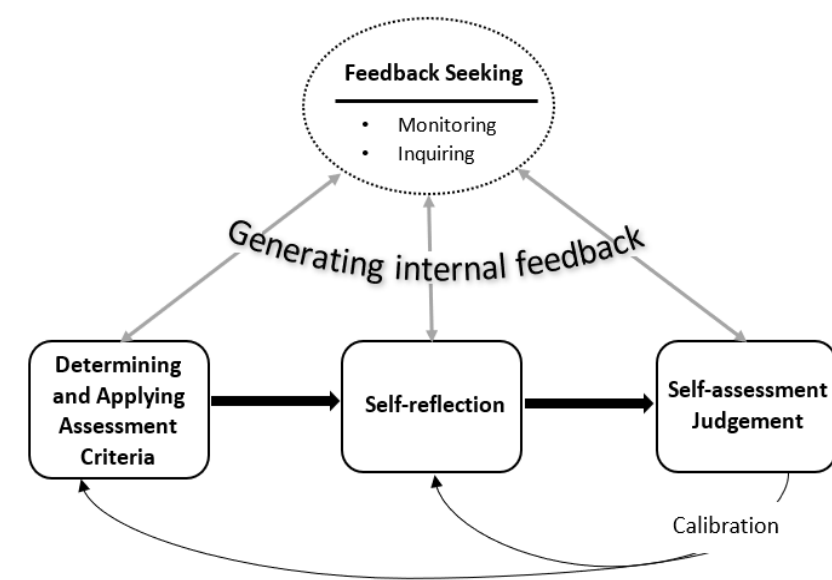 Feedback Seeking
• Monitoring
• Inquiring
Generating internal feedback
Determining
and Applying
Assessment
Criteria
Self-reflection
Self-assessment
Judgement
Calibration